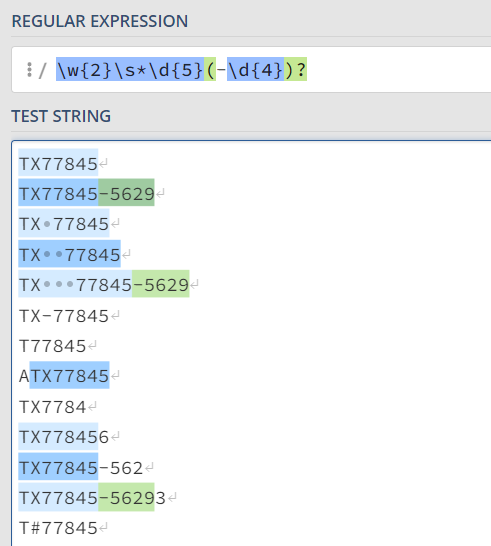 REGULAR EXPRESSION
/ \w{2}\s*\d{5}(-\d{4})?
TEST STRING
TX77845↵
TX77845-5629↵
TX•77845↵
TX••77845↵
TX•••77845-5629↵
TX-77845↵
T77845↵
ATX77845↵
TX7784↵
TX778456↵
TX77845-562↵
TX77845-56293↵
T#77845↵